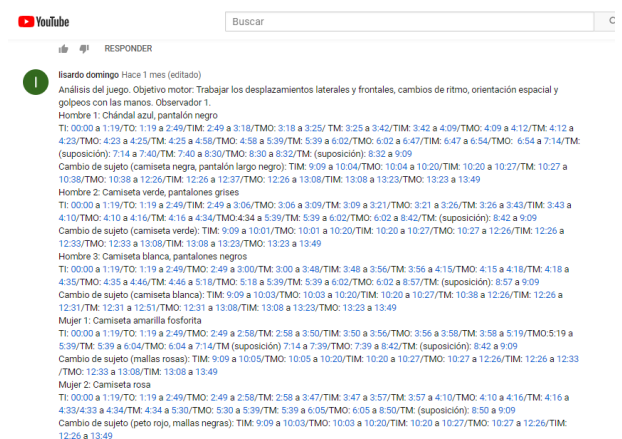 YouTube
Buscar
RESPONDER
I
lisardo domingo Hace 1 mes (editado)
Análisis del juego. Objetivo motor: Trabajar los desplazamientos laterales y frontales, cambios de ritmo, orientación espacial y
golpeos con las manos. Observador 1.
Hombre 1: Chándal azul, pantalón negro
TI: 00:00 a 1:19/TO: 1:19 a 2:49/TIM: 2:49 a 3:18/TMO: 3:18 a 3:25/ TM: 3:25 a 3:42/TIM: 3:42 a 4:09/TMO: 4:09 a 4:12/TM: 4:12 a
4:23/TMO: 4:23 a 4:25/TM: 4:25 a 4:58/TMO: 4:58 a 5:39/TM: 5:39 a 6:02/TMO: 6:02 a 6:47/TIM: 6:47 a 6:54/TMO:  6:54 a 7:14/TM:
(suposición): 7:14 a 7:40/TM: 7:40 a 8:30/TMO: 8:30 a 8:32/TM: (suposición): 8:32 a 9:09
Cambio de sujeto (camiseta negra, pantalón largo negro): TIM: 9:09 a 10:04/TMO: 10:04 a 10:20/TIM: 10:20 a 10:27/TM: 10:27 a
10:38/TMO: 10:38 a 12:26/TIM: 12:26 a 12:37/TMO: 12:26 a 13:08/TIM: 13:08 a 13:23/TMO: 13:23 a 13:49
Hombre 2: Camiseta verde, pantalones grises
TI: 00:00 a 1:19/TO: 1:19 a 2:49/TIM: 2:49 a 3:06/TMO: 3:06 a 3:09/TM: 3:09 a 3:21/TMO: 3:21 a 3:26/TM: 3:26 a 3:43/TIM: 3:43 a
4:10/TMO: 4:10 a 4:16/TM: 4:16 a 4:34/TMO:4:34 a 5:39/TM: 5:39 a 6:02/TMO: 6:02 a 8:42/TM: (suposición): 8:42 a 9:09
Cambio de sujeto (camiseta verde): TIM: 9:09 a 10:01/TMO: 10:01 a 10:20/TIM: 10:20 a 10:27/TMO: 10:27 a 12:26/TIM: 12:26 a
12:33/TMO: 12:33 a 13:08/TIM: 13:08 a 13:23/TMO: 13:23 a 13:49
Hombre 3: Camiseta blanca, pantalones negros
TI: 00:00 a 1:19/TO: 1:19 a 2:49/TMO: 2:49 a 3:00/TM: 3:00 a 3:48/TIM: 3:48 a 3:56/TM: 3:56 a 4:15/TMO: 4:15 a 4:18/TM: 4:18 a
4:35/TMO: 4:35 a 4:46/TM: 4:46 a 5:18/TMO: 5:18 a 5:39/TM: 5:39 a 6:02/TMO: 6:02 a 8:57/TM: (suposición): 8:57 a 9:09
Cambio de sujeto (camiseta blanca): TIM: 9:09 a 10:03/TMO: 10:03 a 10:20/TIM: 10:20 a 10:27/TM: 10:38 a 12:26/TIM: 12:26 a
12:31/TM: 12:31 a 12:51/TMO: 12:31 a 13:08/TIM: 13:08 a 13:23/TMO: 13:23 a 13:49
Mujer 1: Camiseta amarilla fosforita
TI: 00:00 a 1:19/TO: 1:19 a 2:49/TMO: 2:49 a 2:58/TM: 2:58 a 3:50/TIM: 3:50 a 3:56/TMO: 3:56 a 3:58/TM: 3:58 a 5:19/TMO:5:19 a
5:39/TM: 5:39 a 6:04/TMO: 6:04 a 7:14/TM (suposición) 7:14 a 7:39/TMO: 7:39 a 8:42/TM: (suposición): 8:42 a 9:09
Cambio de sujeto (mallas rosas): TIM: 9:09 a 10:05/TMO: 10:05 a 10:20/TIM: 10:20 a 10:27/TMO: 10:27 a 12:26/TIM: 12:26 a 12:33
/TMO: 12:33 a 13:08/TIM: 13:08 a 13:49
Mujer 2: Camiseta rosa
TI: 00:00 a 1:19/TO: 1:19 a 2:49/TMO: 2:49 a 2:58/TM: 2:58 a 3:47/TIM: 3:47 a 3:57/TM: 3:57 a 4:10/TMO: 4:10 a 4:16/TM: 4:16 a
4:33/4:33 a 4:34/TM: 4:34 a 5:30/TMO: 5:30 a 5:39/TM: 5:39 a 6:05/TMO: 6:05 a 8:50/TM: (suposición): 8:50 a 9:09
Cambio de sujeto (peto rojo, mallas negras): TIM: 9:09 a 10:03/TMO: 10:03 a 10:20/TIM: 10:20 a 10:27/TMO: 10:27 a 12:26/TIM:
12:26 a 13:49